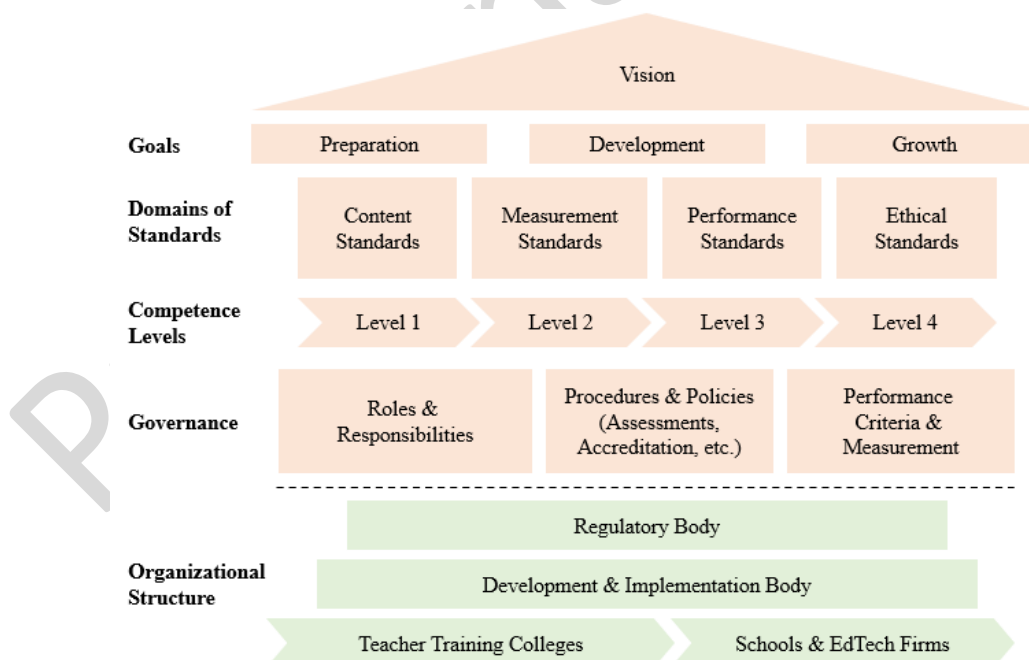 Vision
Goals
Preparation
Development
Growth
Domains of
Standards
Content
Standards
Measurement
Standards
Performance
Standards
Ethical
Standards
Competence
Levels
Level 1
Level 2
Level 3
Level 4
Governance
Roles &
Responsibilities
Procedures & Policies
(Assessments,
Accreditation, etc.)
Performance
Criteria &
Measurement
Organizational
Structure
Regulatory Body
Development & Implementation Body
Teacher Training Colleges
Schools & EdTech Firms